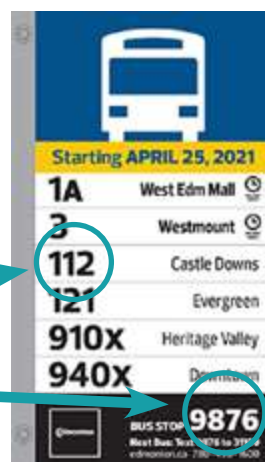 Starting APRIL 25, 2021
1A West Edm Mall
3 Westmount
112 Castle Downs
121 Evergreen
910X Heritage Valley
940X Downtown
BUS STOP 9876
Next Bus: Text 9876 to
edmonton.ca